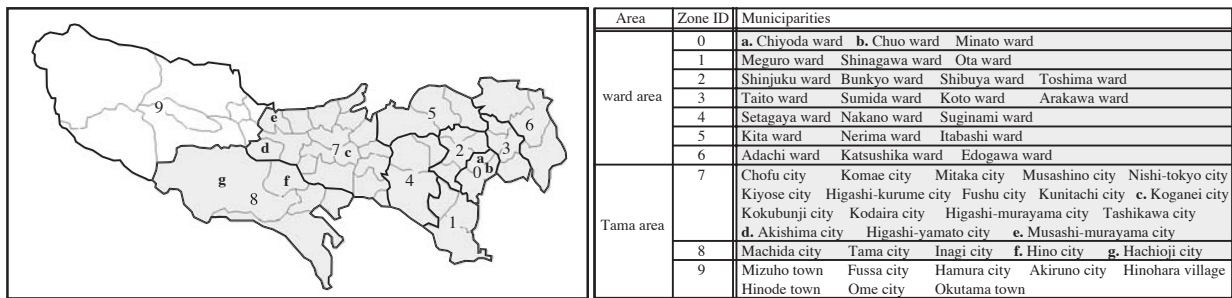 9
e
d
7
c
5
6
2
3
a
b
0
4
g
f
8
1
Area Zone ID Municiparities
ward area
0 a. Chiyoda ward b. Chuo ward Minato ward
1 Meguro ward Shinagawa ward Ota ward
2 Shinjuku ward Bunkyo ward Shibuya ward Toshima ward
3 Taito ward Sumida ward Koto ward Arakawa ward
4 Setagaya ward Nakano ward Suginami ward
5 Kita ward Nerima ward Itabashi ward
6 Adachi ward Katsushika ward Edogawa ward
Tama area
7 Chofu city Komae city Mitaka city Musashino city Nishi-tokyo city
Kiyose city Higashi-kurume city Fushu city Kunitachi city c. Koganei city
Kokubunji city Kodaira city Higashi-murayama city Tashikawa city
d. Akishima city Higashi-yamato city e. Musashi-murayama city
8 Machida city Tama city Inagi city f. Hino city g. Hachioji city
9 Mizuho town Fussa city Hamura city Akiruno city Hinohara village
Hinode town Ome city Okutama town